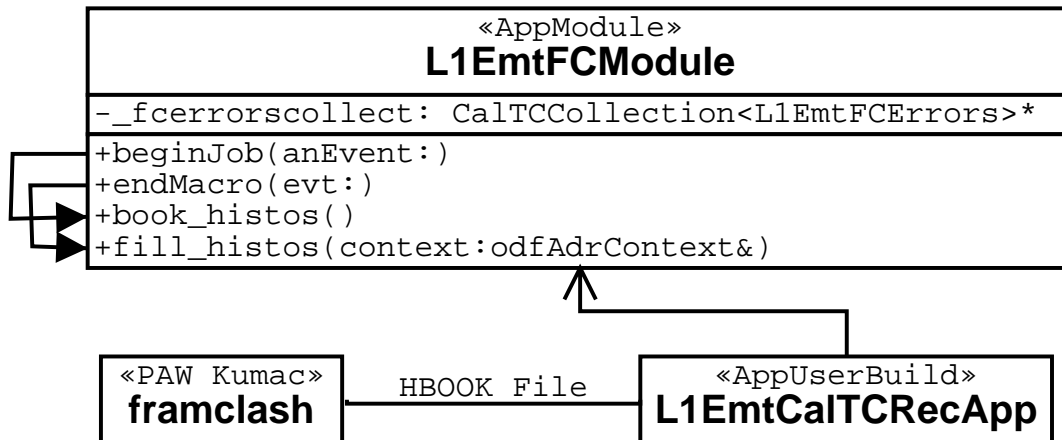 «AppModule»
L1EmtFCModule
-_fcerrorscollect: CalTCCollection<L1EmtFCErrors>*
+beginJob(anEvent:)
+endMacro(evt:)
+book_histos()
+fill_histos(context:odfAdrContext&)
«PAW Kumac»
framclash
HBOOK File
«AppUserBuild»
L1EmtCalTCRecApp